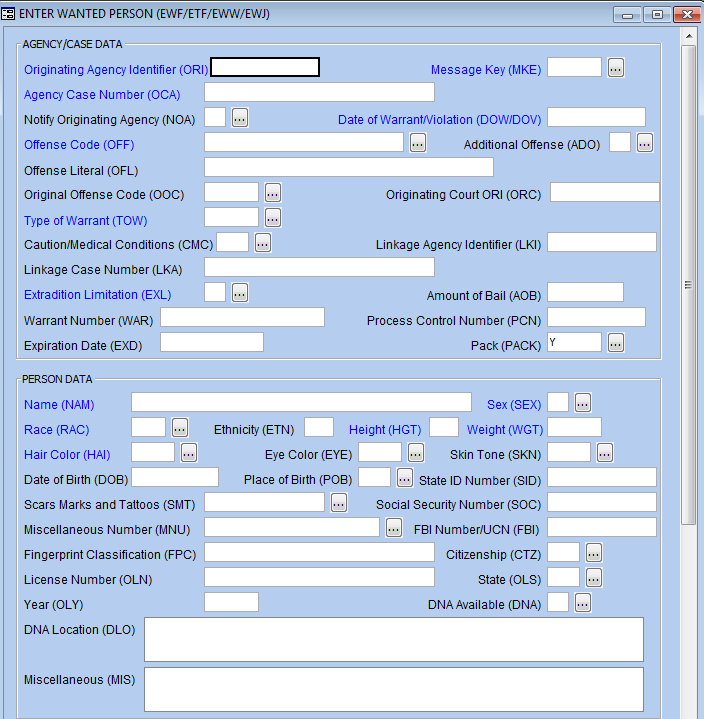 ENTER WANTED PERSON (EWF/ETF/EWW/EWJ)
AGENCY/CASE DATA
Originating Agency Identifier (ORI) Message Key (MKE) ...
Agency Case Number (OCA)
Notify Originating Agency (NOA) ... Date of Warrant/Violation (DOW/DOV)
Offense Code (OFF) ... Additional Offense (ADO) ...
Offense Literal (OFL)
Original Offense Code (OOC) ... Originating Court ORI (ORC)
Type of Warrant (TOW) ...
Caution/Medical Conditions (CMC) ... Linkage Agency Identifier (LKI)
Linkage Case Number (LKA)
Extradition Limitation (EXL) ... Amount of Bail (AOB)
Warrant Number (WAR) Process Control Number (PCN)
Expiration Date (EXD) Pack (PACK) Y ...
PERSON DATA
Name (NAM) Sex (SEX) ...
Race (RAC) ... Ethnicity (ETN) Height (HGT) Weight (WGT)
Hair Color (HAI) ... Eye Color (EYE) ... Skin Tone (SKN) ...
Date of Birth (DOB) Place of Birth (POB) ... State ID Number (SID)
Scars Marks and Tattoos (SMT) ... Social Security Number (SOC)
Miscellaneous Number (MNU) ... FBI Number/UCN (FBI)
Fingerprint Classification (FPC) Citizenship (CTZ) ...
License Number (OLN) State (OLS) ...
Year (OLY) DNA Available (DNA) ...
DNA Location (DLO)
Miscellaneous (MIS)